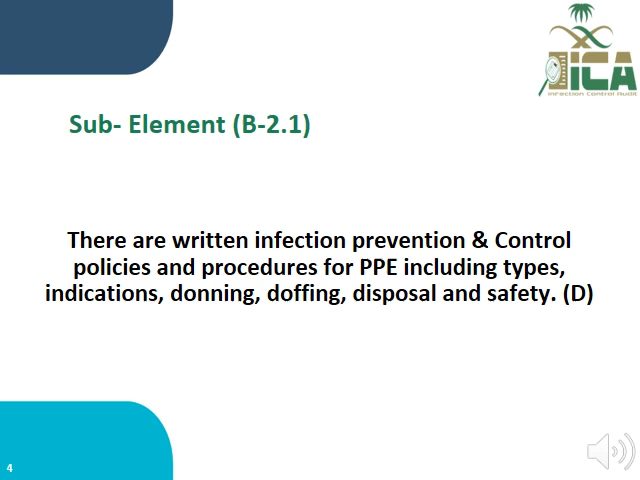 iCA
Infection Control Audit
Sub- Element (B-2.1)
There are written infection prevention & Control
policies and procedures for PPE including types,
indications, donning, doffing, disposal and safety. (D)
4